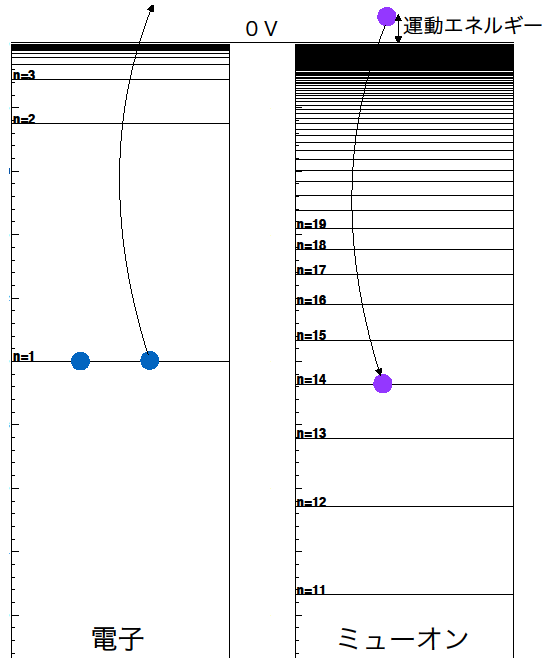 0 V
運動エネルギー
n=3
n=2
n=1
電子
n=19
n=18
n=17
n=16
n=15
n=14
n=13
n=12
n=11
ミューオン